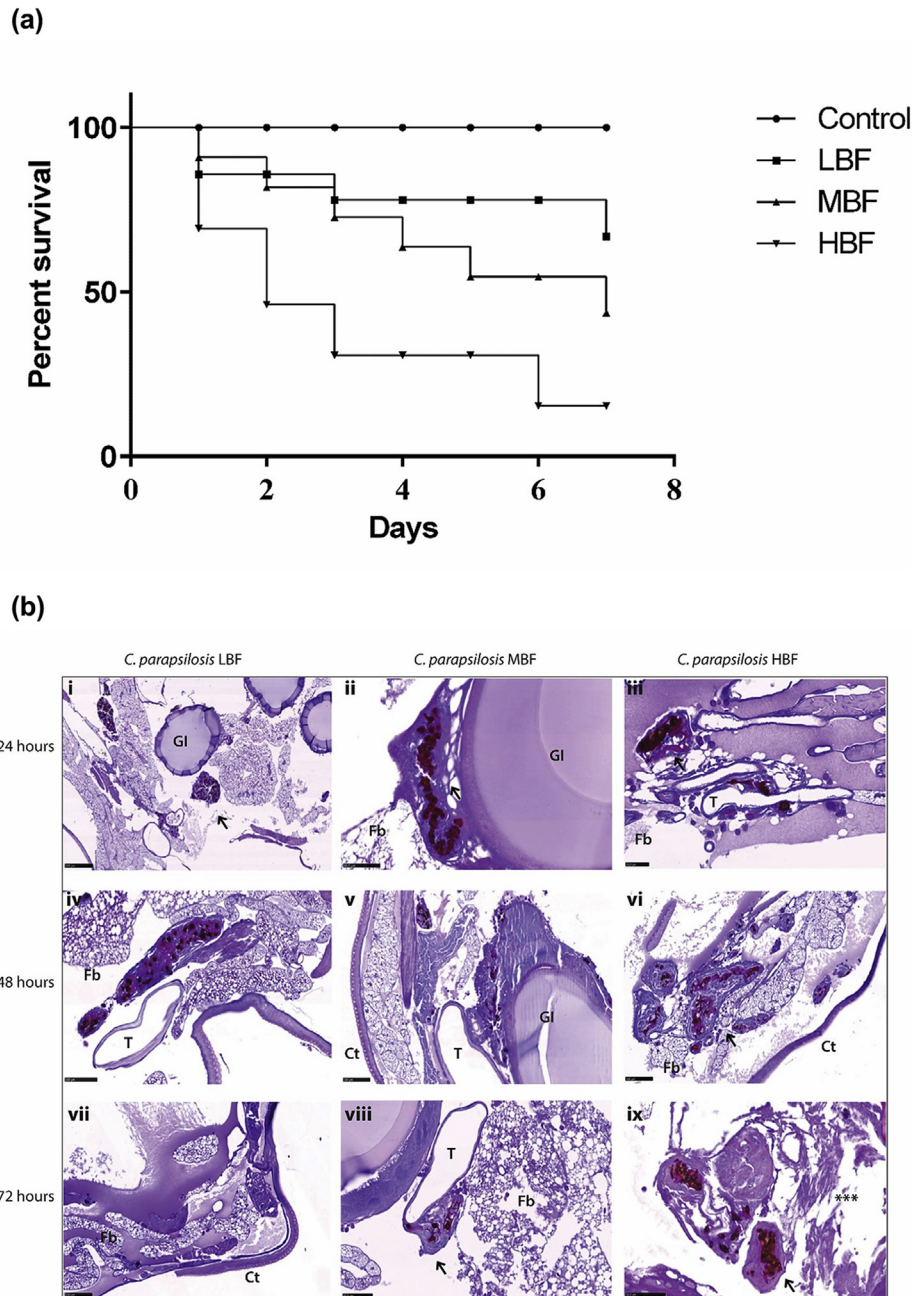 (a)
100
50
0
Percent survival
0 2 4 6 8
Days
Control
LBF
MBF
HBF
(b)
C. parapsilosis LBF C. parapsilosis MBF C. parapsilosis HBF
24 hours
i
Gl
ii
Gl
Fb
iii
T
Fb
48 hours
iv
Fb
T
v
Ct
T
Gl
vi
Fb
Ct
72 hours
vii
Fb
Ct
viii
T
Fb
ix
***